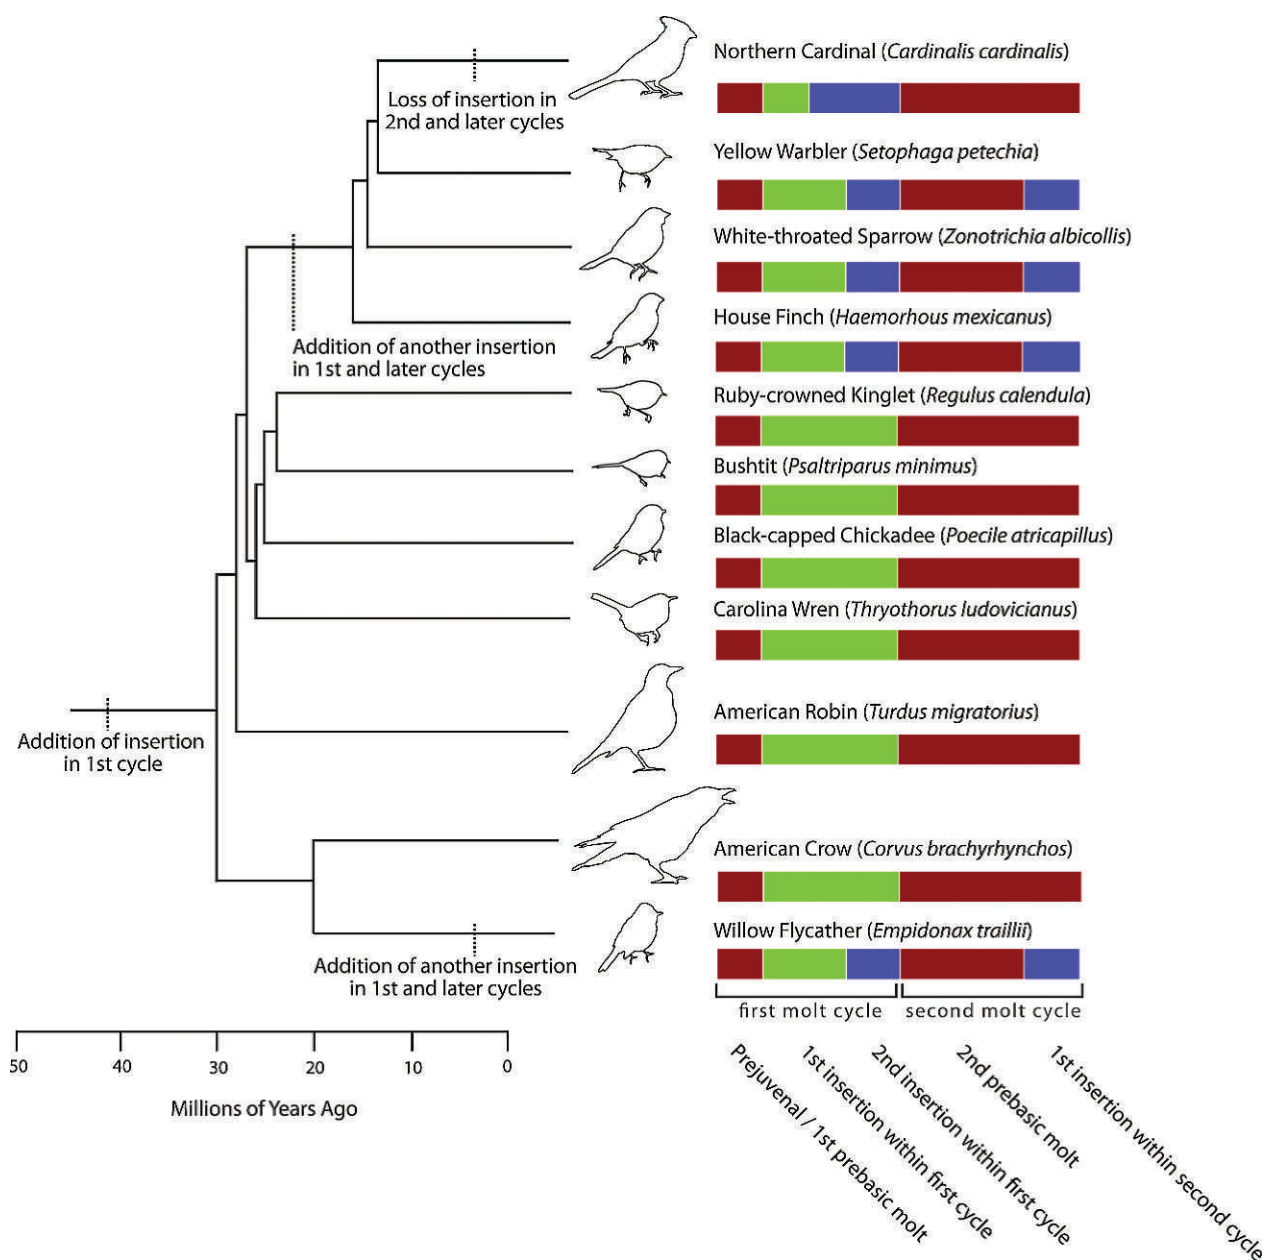 Northern Cardinal (Cardinalis cardinalis)
Loss of insertion in
2nd and later cycles
Yellow Warbler (Setophaga petechia)
White-throated Sparrow (Zonotrichia albicollis)
House Finch (Haemorhous mexicanus)
Addition of another insertion
in 1st and later cycles
Ruby-crowned Kinglet (Regulus calendula)
Bushtit (Psaltriparus minimus)
Black-capped Chickadee (Poecile atricapillus)
Carolina Wren (Thryothorus ludovicianus)
American Robin (Turdus migratorius)
Addition of insertion
in 1st cycle
American Crow (Corvus brachyrhynchos)
Willow Flycather (Empidonax traillii)
Addition of another insertion
in 1st and later cycles
first molt cycle
second molt cycle
50 40 30 20 10 0
Millions of Years Ago
Prejuvenal / 1st prebasic molt
1st insertion within first cycle
2nd insertion within first cycle
2nd prebasic molt
1st insertion within second cycle